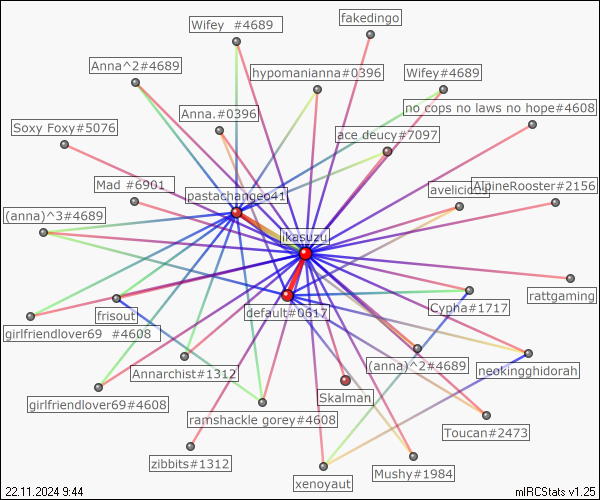 Wifey  #4689
fakedingo
Anna^2#4689
hypomanianna#0396
Wifey#4689
Anna.#0396
no cops no laws no hope#4608
Soxy Foxy#5076
ace deucy#7097
Mad #6901
pastachangeo41
AlpineRooster#2156
(anna)^3#4689
ikasuzu
rattgaming
frisout
default#0617
Cypha#1717
girlfriendlover69  #4608
Annarchist#1312
(anna)^2#4689
neokingghidorah
Skalman
girlfriendlover69#4608
ramshackle gorey#4608
Toucan#2473
zibbits#1312
Mushy#1984
xenoyaut
22.11.2024 9:44
mIRCStats v1.25